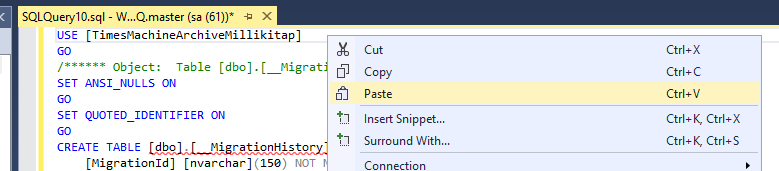 SQLQuery10.sql - W...Q.master (sa (61))*
USE [TimesMachineArchiveMillikitap]
GO
/****** Object:  Table [dbo].[__Migra
SET ANSI_NULLS ON
GO
SET QUOTED_IDENTIFIER ON
GO
CREATE TABLE [dbo].[__MigrationHistory]
[MigrationId] [nvarchar](150) NOT N
Cut Ctrl+X
Copy Ctrl+C
Paste Ctrl+V
Insert Snippet... Ctrl+K, Ctrl+X
Surround With... Ctrl+K, Ctrl+S
Connection